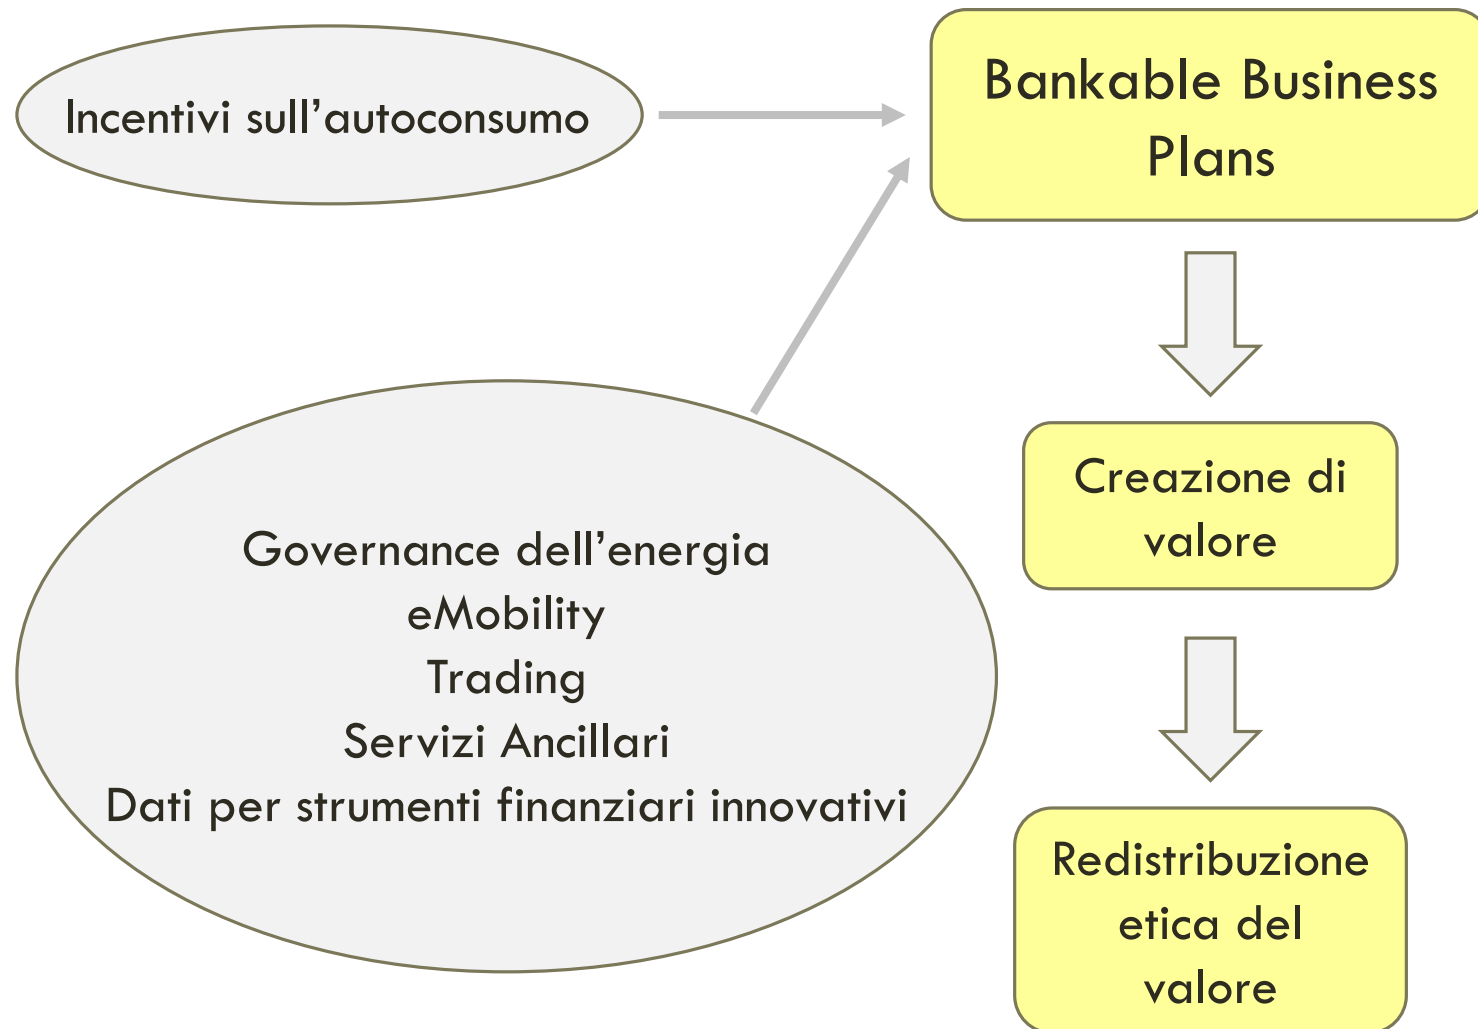 Incentivi sull’autoconsumo
Bankable Business
Plans
Governance dell’energia
eMobility
Trading
Servizi Ancillari
Dati per strumenti finanziari innovativi
Creazione di
valore
Redistribuzione
etica del
valore